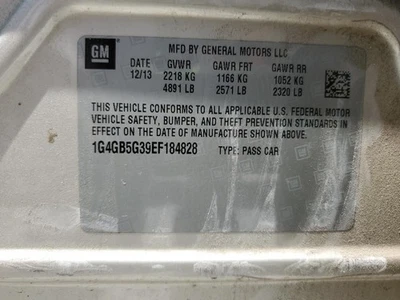 GM
MFD BY GENERAL MOTORS LLC
DATE GVWR GAWR FRT GAWR RR
12/13 2218 KG 1166 KG 1052 KG
4891 LB 2571 LB 2320 LB
THIS VEHICLE CONFORMS TO ALL APPLICABLE U.S. FEDERAL MOTOR
VEHICLE SAFETY, BUMPER, AND THEFT PREVENTION STANDARDS IN
EFFECT ON THE DATE OF MANUFACTURE SHOWN ABOVE.
1G4GB5G39EF184828 TYPE: PASS CAR